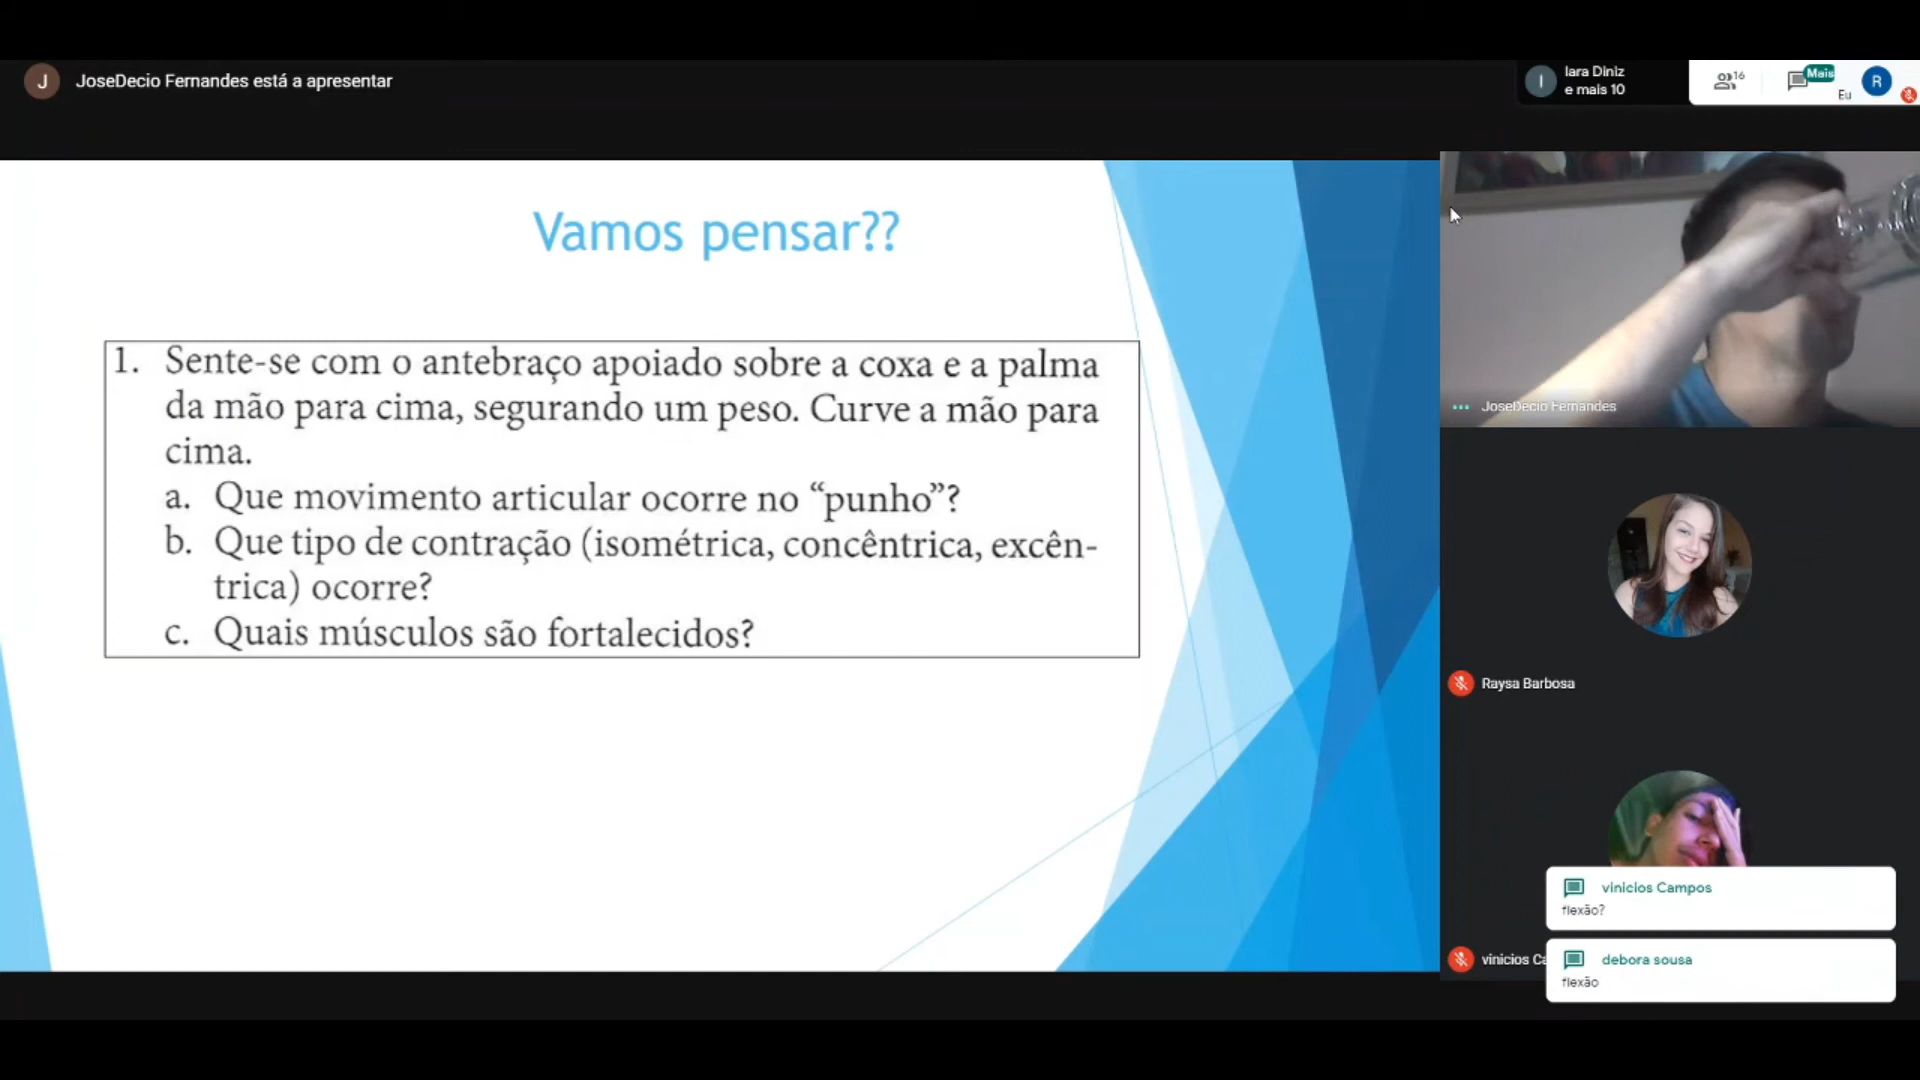 J
JoseDecio Fernandes está a apresentar
I
Iara Diniz
e mais 10
16
Mais
Eu
R
Vamos pensar??
1. Sente-se com o antebraço apoiado sobre a coxa e a palma
da mão para cima, segurando um peso. Curve a mão para
cima.
a. Que movimento articular ocorre no “punho”?
b. Que tipo de contração (isométrica, concêntrica, excên-
trica) ocorre?
c. Quais músculos são fortalecidos?
JoseDecio Fernandes
Raysa Barbosa
vinicios Ca
vinicios Campos
flexão?
debora sousa
flexão